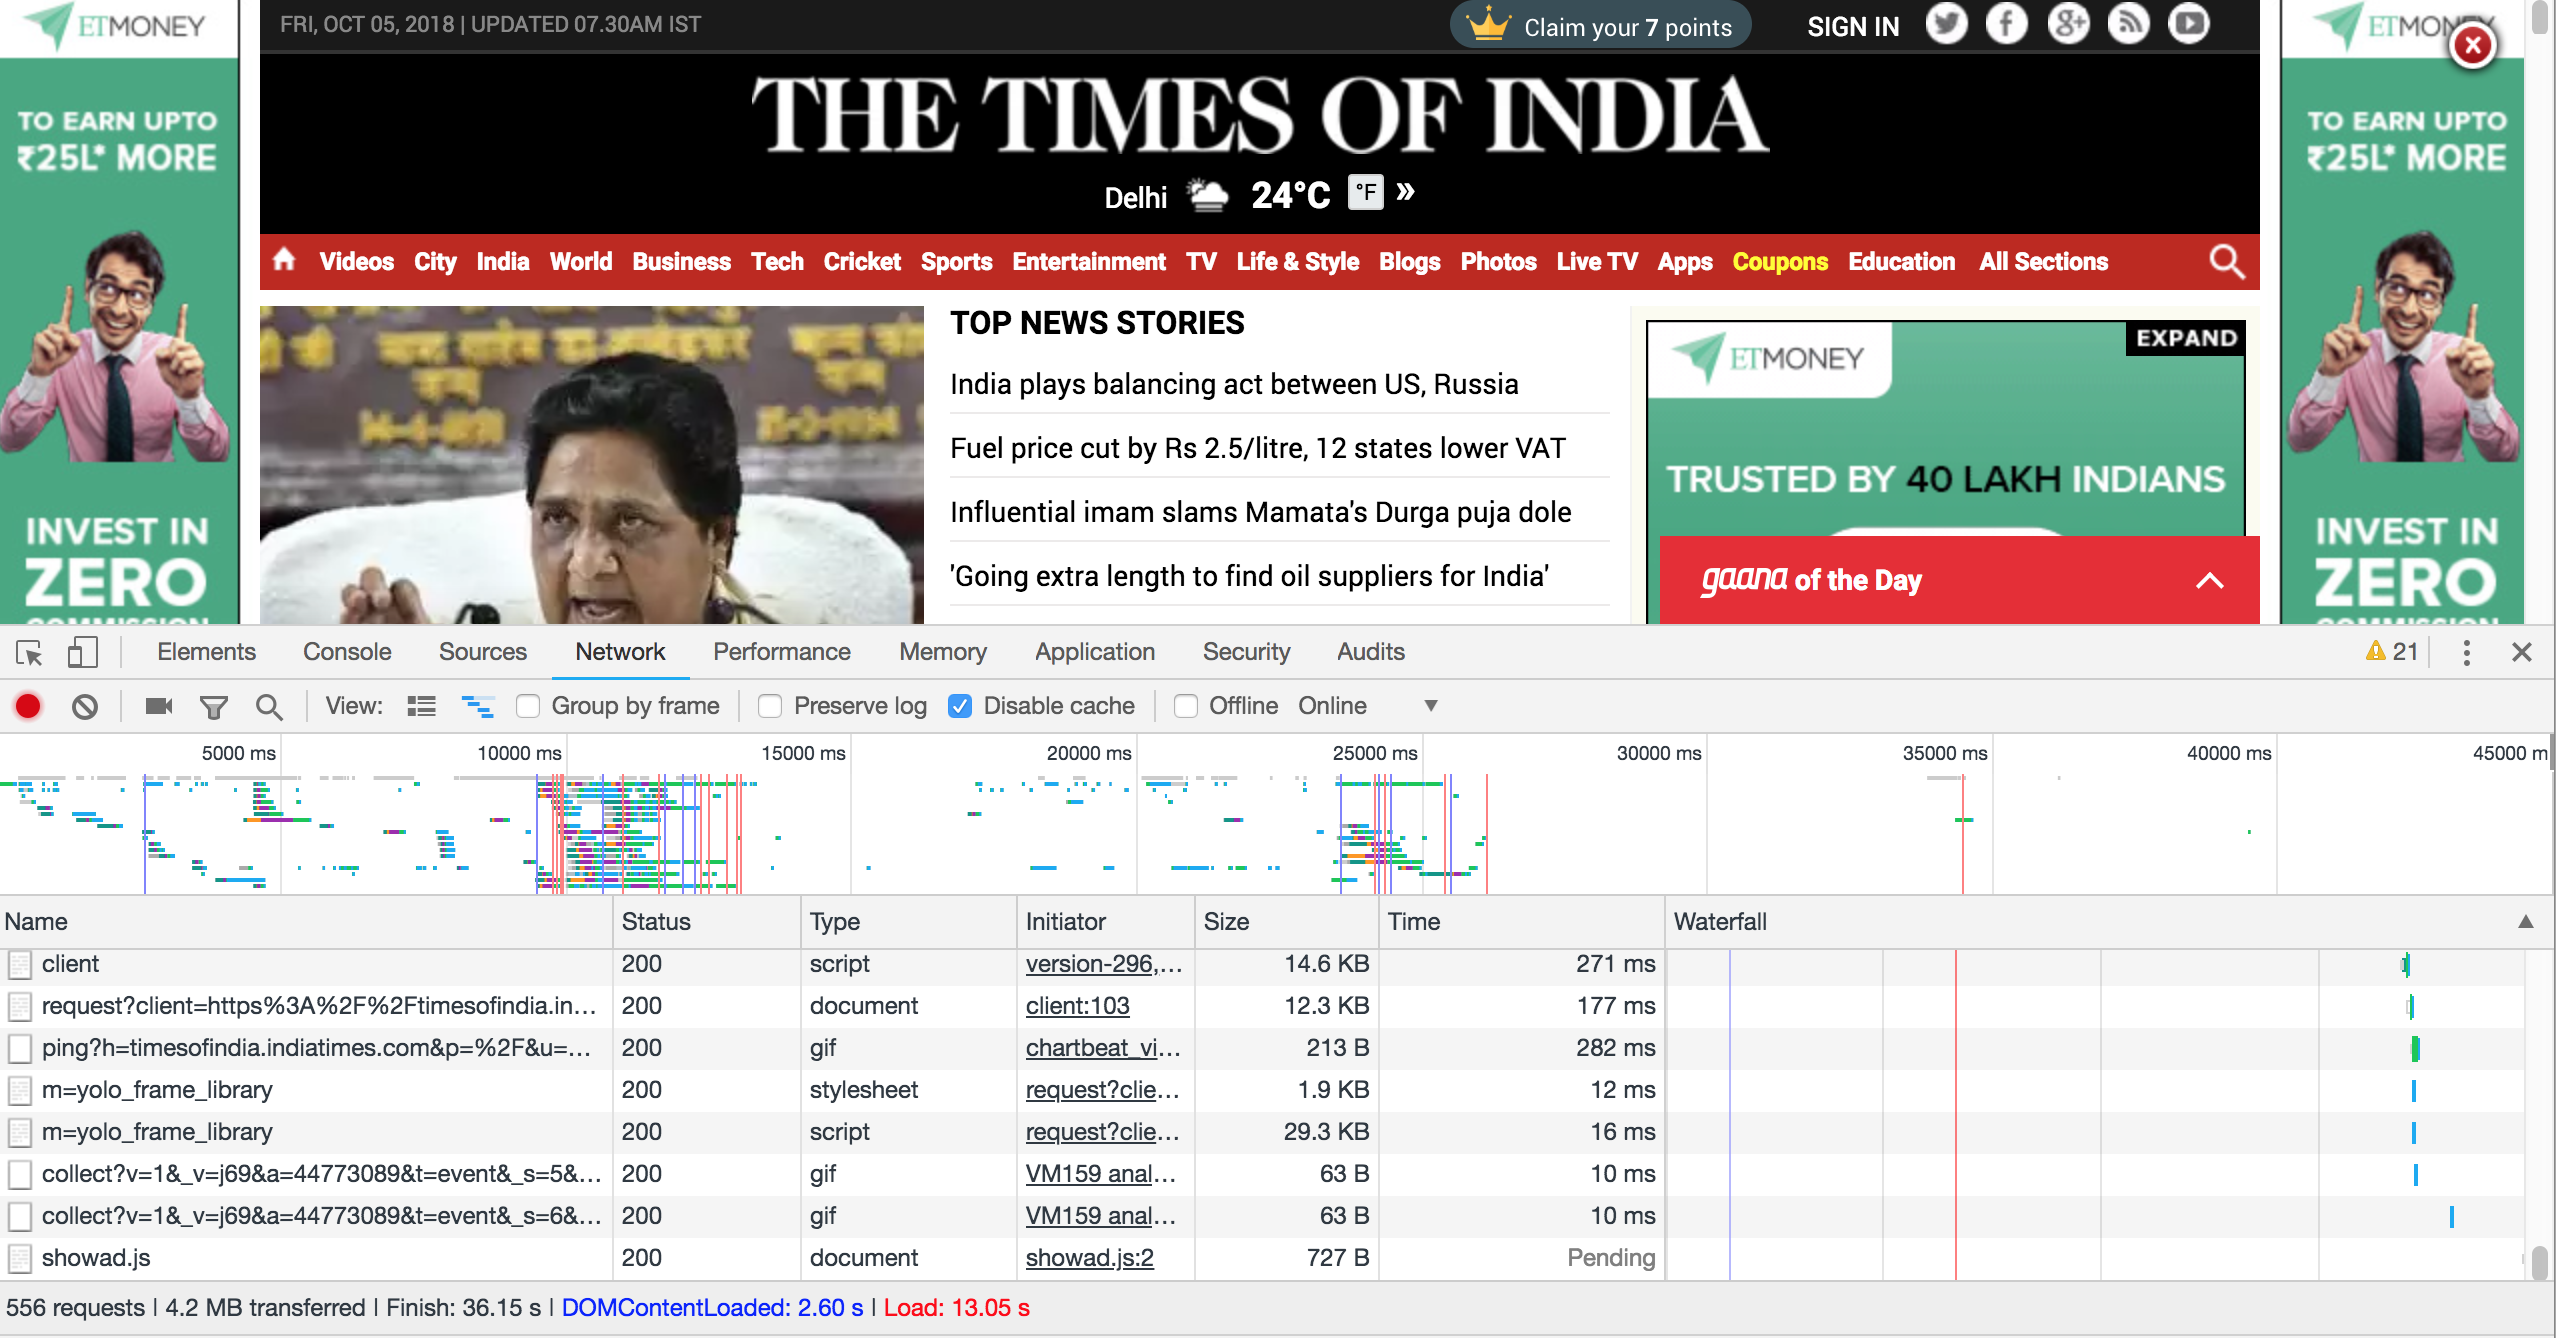 ETMONEY
TO EARN UPTO
₹25L* MORE
INVEST IN
ZERO
COMMISSION
FRI, OCT 05, 2018 | UPDATED 07.30AM IST
Claim your 7 points
SIGN IN
THE TIMES OF INDIA
Delhi 24°C °F »
Videos City India World Business Tech Cricket Sports Entertainment TV Life & Style Blogs Photos Live TV Apps Coupons Education All Sections
TOP NEWS STORIES
India plays balancing act between US, Russia
Fuel price cut by Rs 2.5/litre, 12 states lower VAT
Influential imam slams Mamata's Durga puja dole
'Going extra length to find oil suppliers for India'
ETMONEY
EXPAND
TRUSTED BY 40 LAKH INDIANS
gaana of the Day
ETMONEY
TO EARN UPTO
₹25L* MORE
INVEST IN
ZERO
COMMISSION
Elements Console Sources Network Performance Memory Application Security Audits 21
View: Group by frame Preserve log Disable cache Offline Online
5000 ms 10000 ms 15000 ms 20000 ms 25000 ms 30000 ms 35000 ms 40000 ms 45000 m
Name Status Type Initiator Size Time Waterfall
client 200 script version-296,... 14.6 KB 271 ms
request?client=https%3A%2F%2Ftimesofindia.in... 200 document client:103 12.3 KB 177 ms
ping?h=timesofindia.indiatimes.com&p=%2F&u=... 200 gif chartbeat_vi... 213 B 282 ms
m=yolo_frame_library 200 stylesheet request?clie... 1.9 KB 12 ms
m=yolo_frame_library 200 script request?clie... 29.3 KB 16 ms
collect?v=1&_v=j69&a=44773089&t=event&_s=5&... 200 gif VM159 anal... 63 B 10 ms
collect?v=1&_v=j69&a=44773089&t=event&_s=6&... 200 gif VM159 anal... 63 B 10 ms
showad.js 200 document showad.js:2 727 B Pending
556 requests | 4.2 MB transferred | Finish: 36.15 s | DOMContentLoaded: 2.60 s | Load: 13.05 s